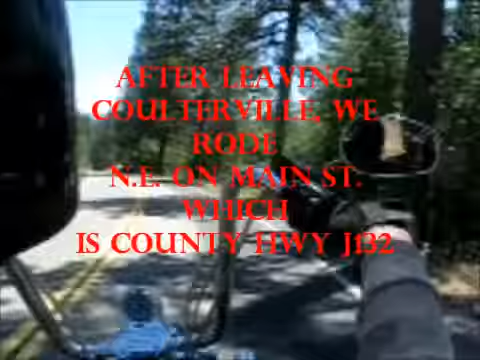 AFTER LEAVING
COULTERVILLE, WE
RODE
N.E. ON MAIN ST.
WHICH
IS COUNTY HWY J132